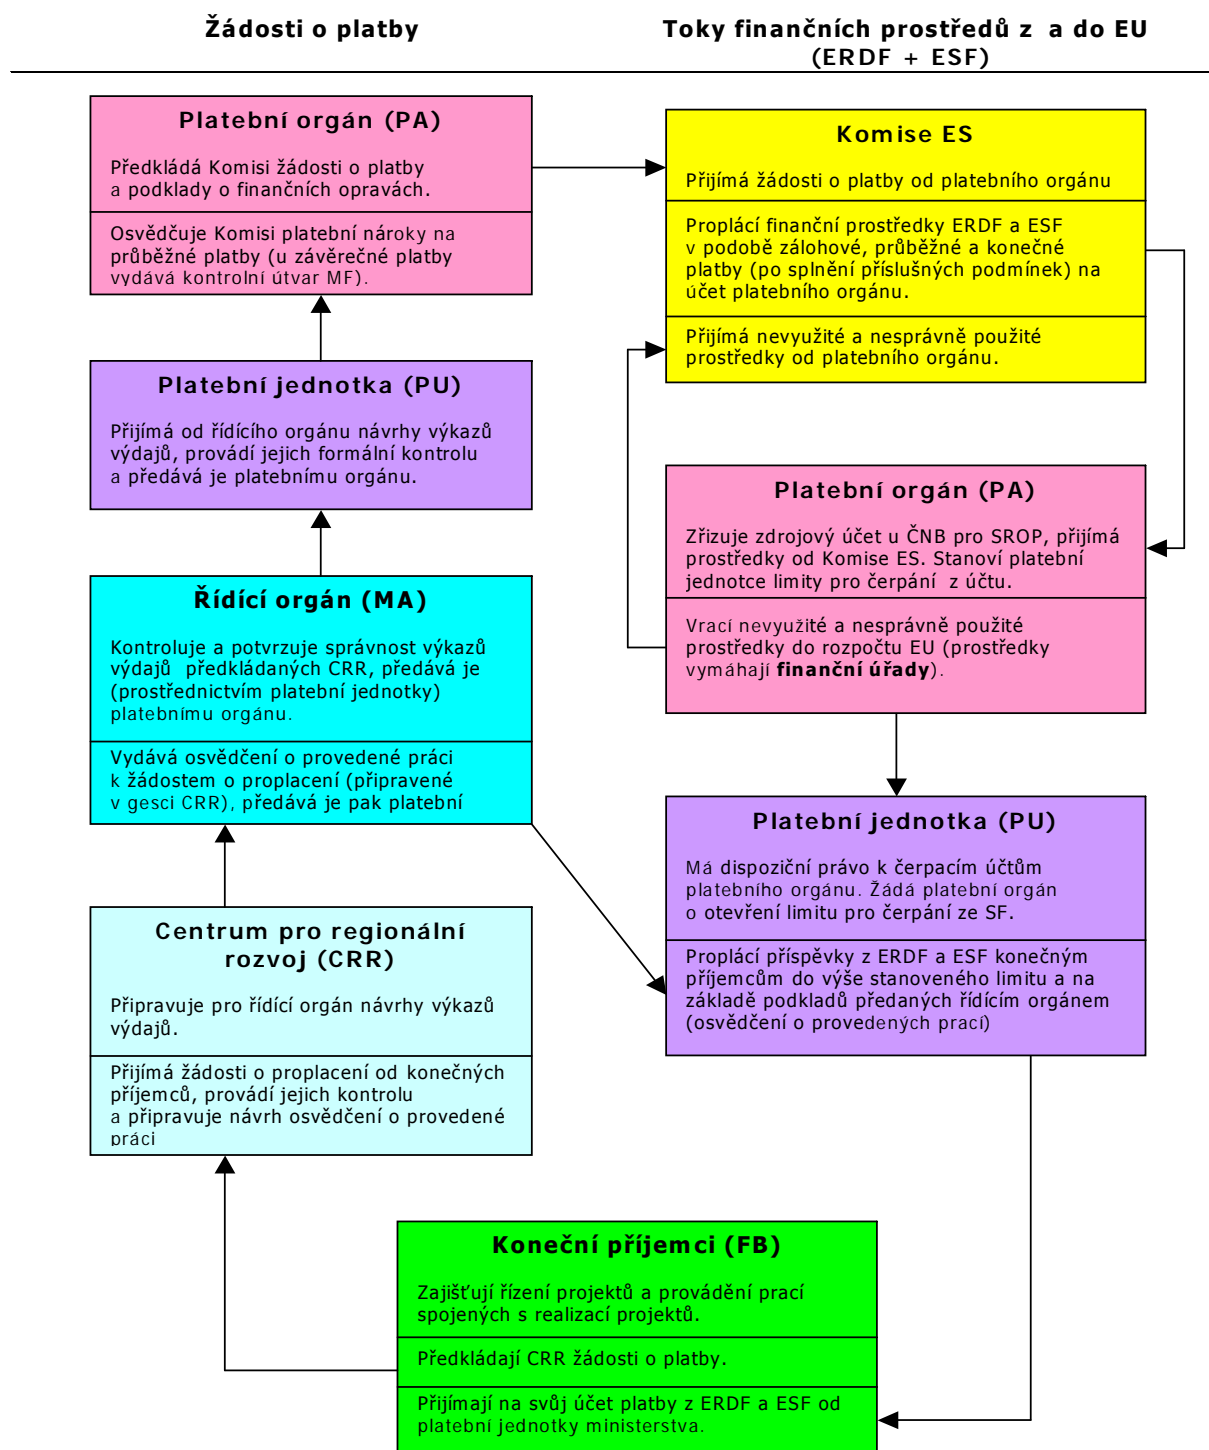 Žádosti o platby
Toky finančních prostředů z  a do EU
(ERDF + ESF)
Platební orgán (PA)
Předkládá Komisi žádosti o platby
a podklady o finančních opravách.
Osvědčuje Komisi platební nároky na
průběžné platby (u závěrečné platby
vydává kontrolní útvar MF).
Platební jednotka (PU)
Přijímá od řídícího orgánu návrhy výkazů
výdajů, provádí jejich formální kontrolu
a předává je platebnímu orgánu.
Řídící orgán (MA)
Kontroluje a potvrzuje správnost výkazů
výdajů  předkládaných CRR, předává je
(prostřednictvím platební jednotky)
platebnímu orgánu.
Vydává osvědčení o provedené práci
k žádostem o proplacení (připravené
v gesci CRR), předává je pak platební
Centrum pro regionální
rozvoj (CRR)
Připravuje pro řídící orgán návrhy výkazů
výdajů.
Přijímá žádosti o proplacení od konečných
příjemců, provádí jejich kontrolu
a připravuje návrh osvědčení o provedené
práci
Komise ES
Přijímá žádosti o platby od platebního orgánu
Proplácí finanční prostředky ERDF a ESF
v podobě zálohové, průběžné a konečné
platby (po splnění příslušných podmínek) na
účet platebního orgánu.
Přijímá nevyužité a nesprávně použité
prostředky od platebního orgánu.
Platební orgán (PA)
Zřizuje zdrojový účet u ČNB pro SROP, přijímá
prostředky od Komise ES. Stanoví platební
jednotce limity pro čerpání  z účtu.
Vrací nevyužité a nesprávně použité
prostředky do rozpočtu EU (prostředky
vymáhají finanční úřady).
Platební jednotka (PU)
Má dispoziční právo k čerpacím účtům
platebního orgánu. Žádá platební orgán
o otevření limitu pro čerpání ze SF.
Proplácí příspěvky z ERDF a ESF konečným
příjemcům do výše stanoveného limitu a na
základě podkladů předaných řídícím orgánem
(osvědčení o provedených prací)
Koneční příjemci (FB)
Zajišťují řízení projektů a provádění prací
spojených s realizací projektů.
Předkládají CRR žádosti o platby.
Přijímají na svůj účet platby z ERDF a ESF od
platební jednotky ministerstva.